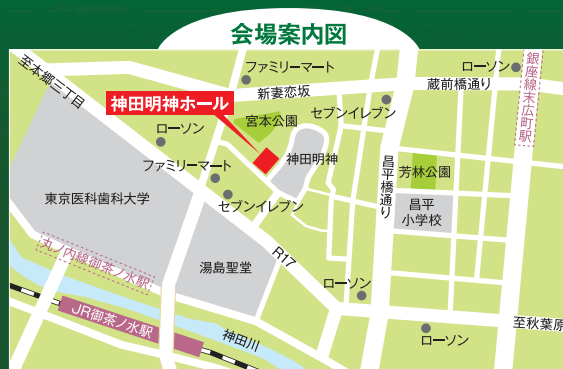 会場案内図
至本郷三丁目
ファミリーマート
ローソン
銀座線末広町駅
蔵前橋通り
新妻恋坂
神田明神ホール
セブンイレブン
宮本公園
ローソン
神田明神
ファミリーマート
昌平橋通り
芳林公園
東京医科歯科大学
セブンイレブン
昌平
小学校
丸ノ内線御茶ノ水駅
湯島聖堂
R17
ローソン
JR御茶ノ水駅
神田川
至秋葉原
ローソン